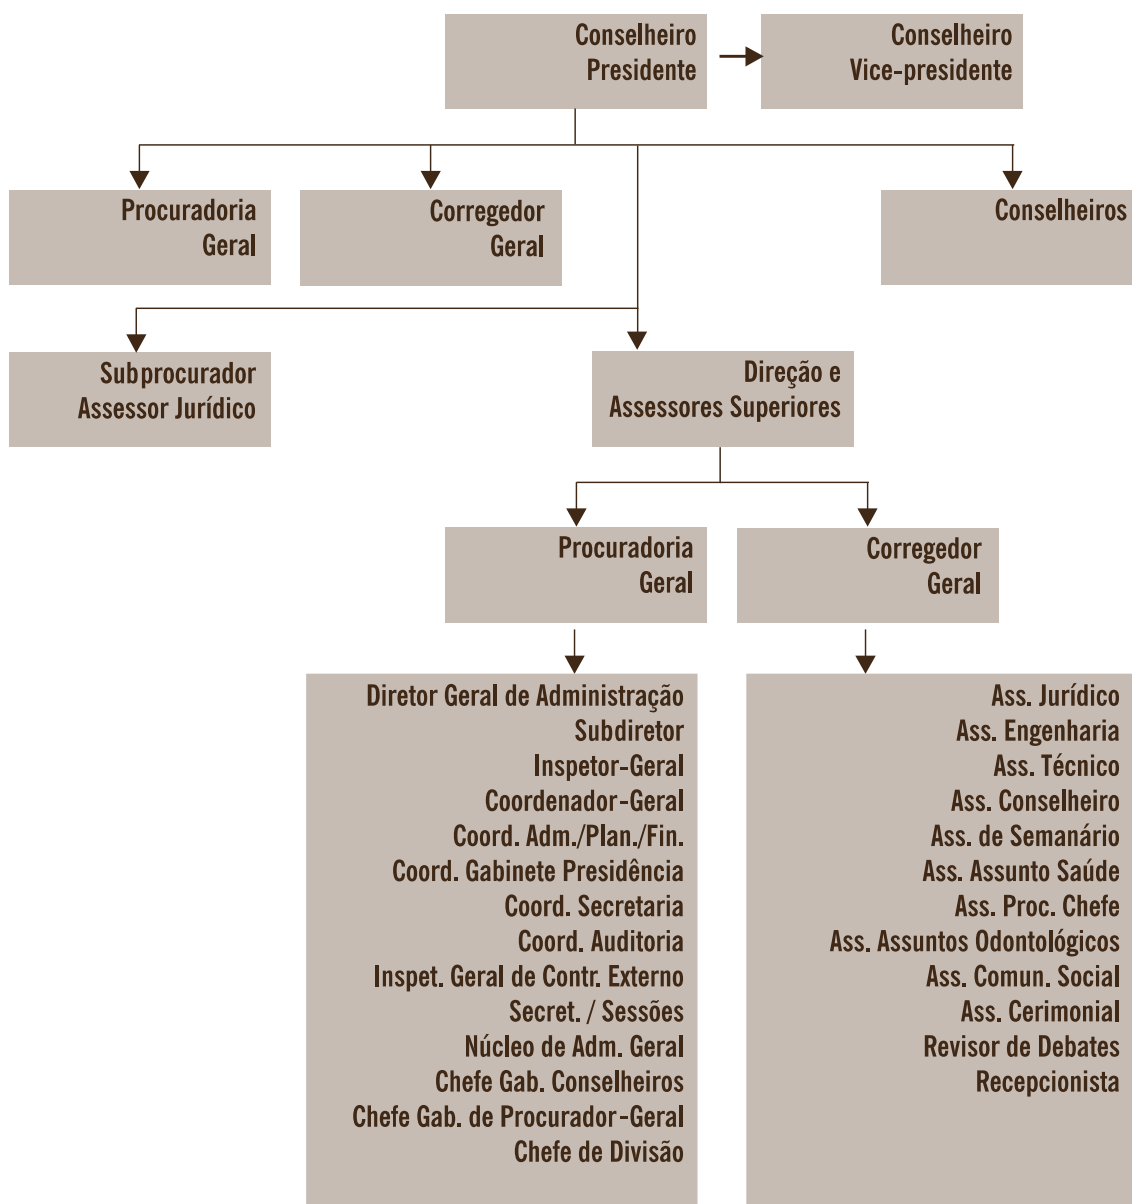 Conselheiro
Presidente
Conselheiro
Vice-presidente
Procuradoria
Geral
Corregedor
Geral
Conselheiros
Subprocurador
Assessor Jurídico
Direção e
Assessores Superiores
Procuradoria
Geral
Corregedor
Geral
Diretor Geral de Administração
Subdiretor
Inspetor-Geral
Coordenador-Geral
Coord. Adm./Plan./Fin.
Coord. Gabinete Presidência
Coord. Secretaria
Coord. Auditoria
Inspet. Geral de Contr. Externo
Secret. / Sessões
Núcleo de Adm. Geral
Chefe Gab. Conselheiros
Chefe Gab. de Procurador-Geral
Chefe de Divisão
Ass. Jurídico
Ass. Engenharia
Ass. Técnico
Ass. Conselheiro
Ass. de Semanário
Ass. Assunto Saúde
Ass. Proc. Chefe
Ass. Assuntos Odontológicos
Ass. Comun. Social
Ass. Cerimonial
Revisor de Debates
Recepcionista